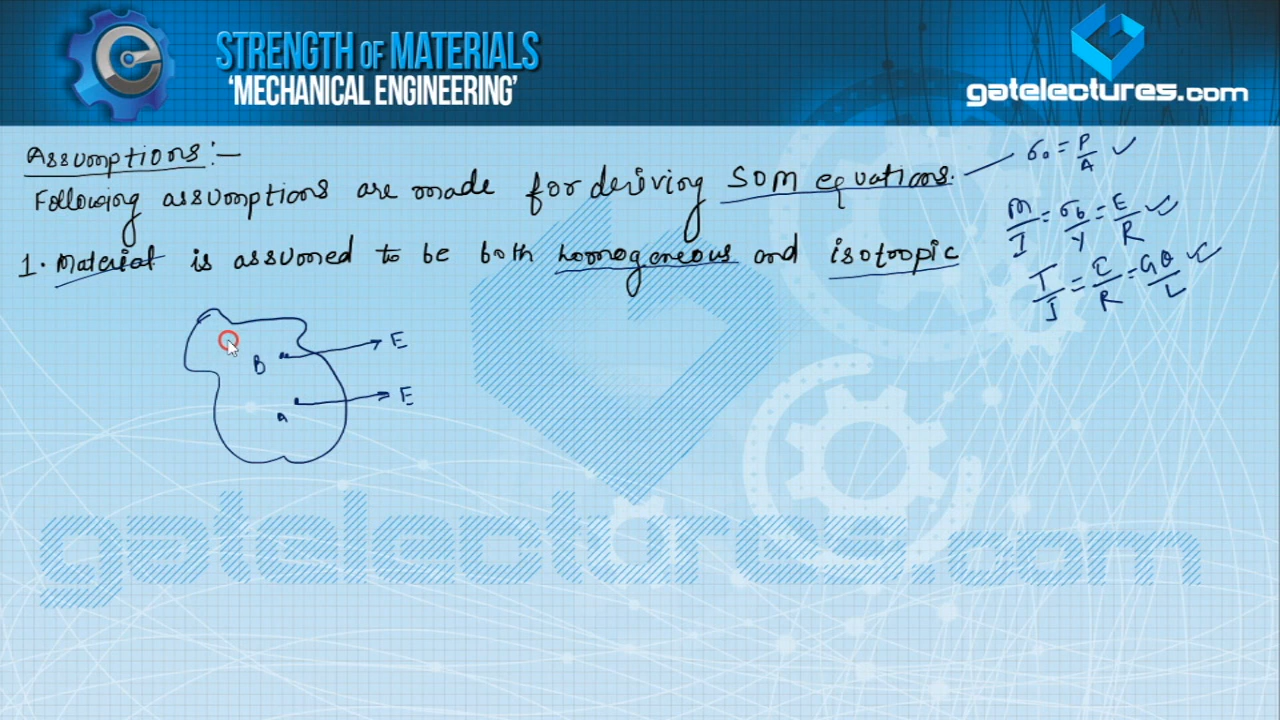 STRENGTH OF MATERIALS
'MECHANICAL ENGINEERING'
gatelectures.com
Assumptions:-
Following assumptions are made for deriving SOM equations.
σ₀ = P/A ✓
M/I = σb/Y = E/R ✓
T/J = τ/R = Gθ/L ✓
1. Material is assumed to be both homogeneous and isotropic
B E
A E
gatelectures.com